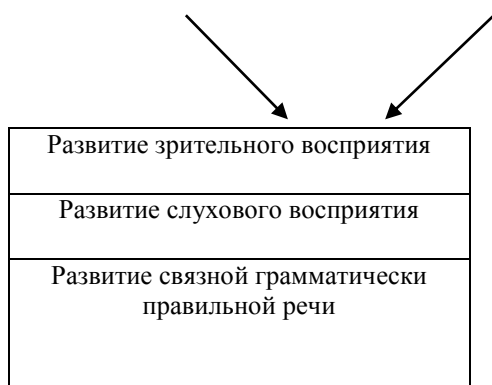 Развитие зрительного восприятия
Развитие слухового восприятия
Развитие связной грамматически
правильной речи